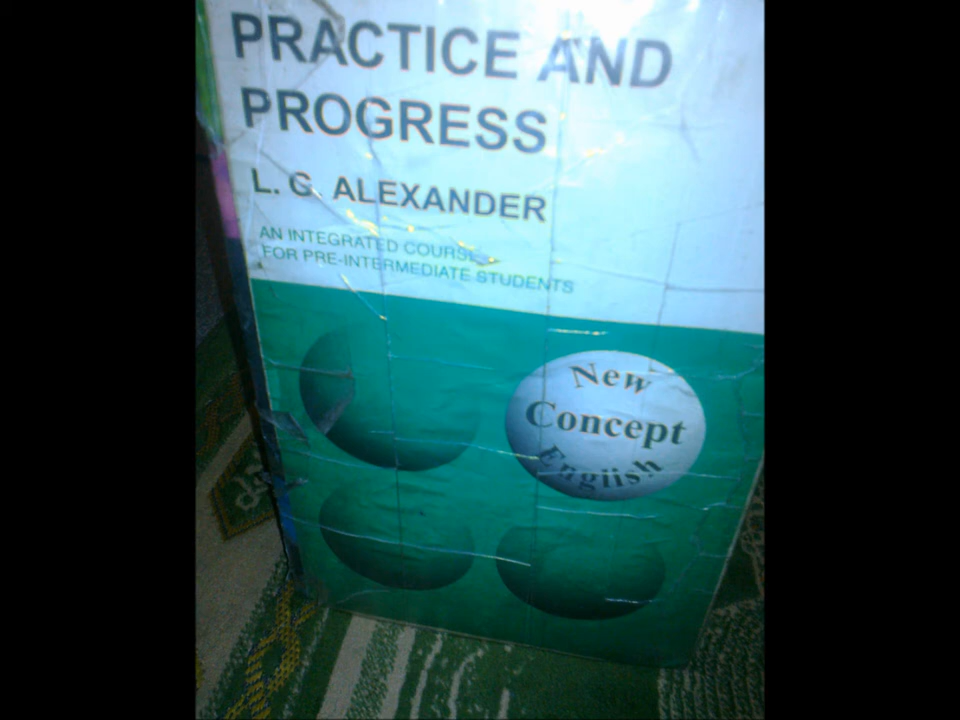 PRACTICE AND
PROGRESS
L. G. ALEXANDER
AN INTEGRATED COURSE
FOR PRE-INTERMEDIATE STUDENTS
New
Concept
English